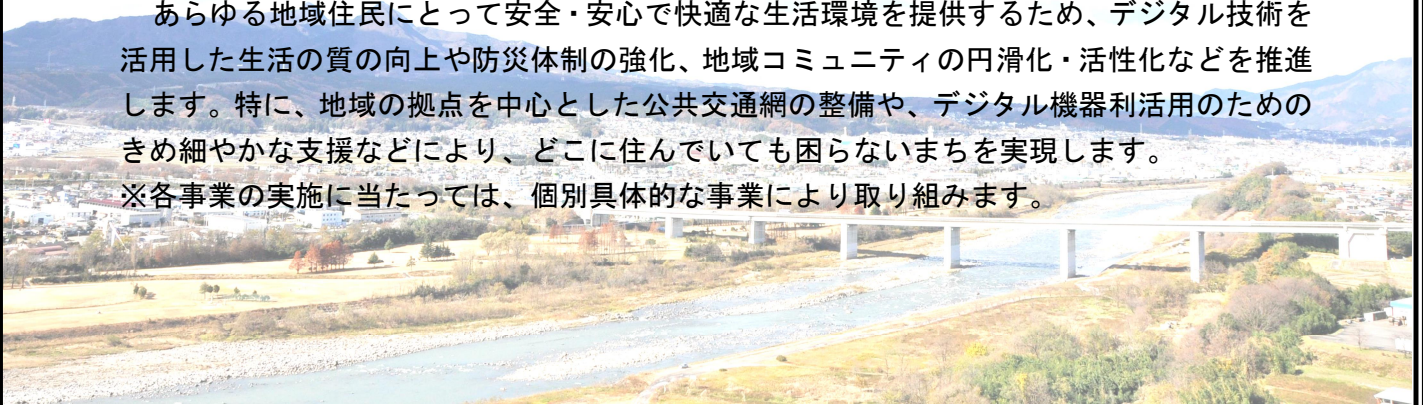 あらゆる地域住民にとって安全・安心で快適な生活環境を提供するため、デジタル技術を
活用した生活の質の向上や防災体制の強化、地域コミュニティの円滑化・活性化などを推進
します。特に、地域の拠点を中心とした公共交通網の整備や、デジタル機器利活用のための
きめ細やかな支援などにより、どこに住んでいても困らないまちを実現します。
※各事業の実施に当たっては、個別具体的な事業により取り組みます。